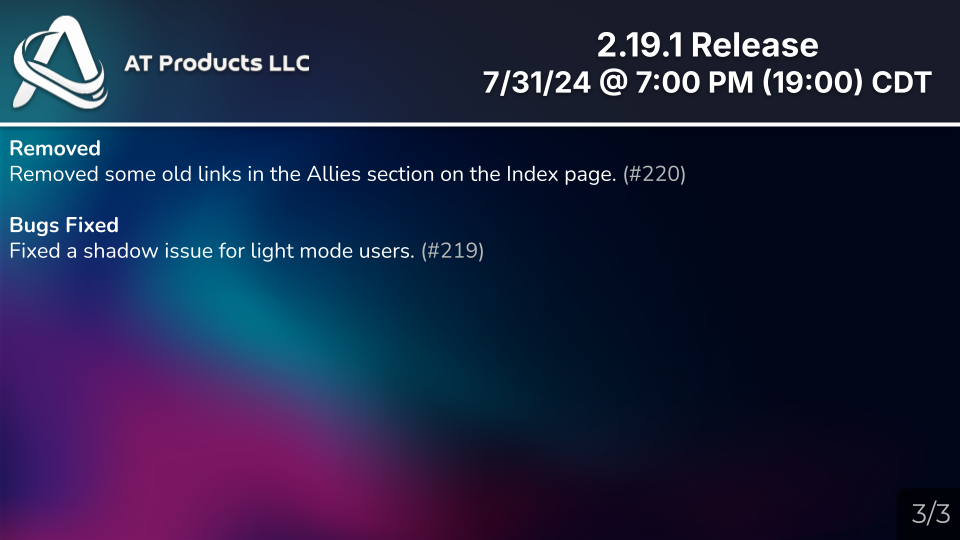 AT Products LLC
2.19.1 Release
7/31/24 @ 7:00 PM (19:00) CDT
Removed
Removed some old links in the Allies section on the Index page. (#220)
Bugs Fixed
Fixed a shadow issue for light mode users. (#219)
3/3